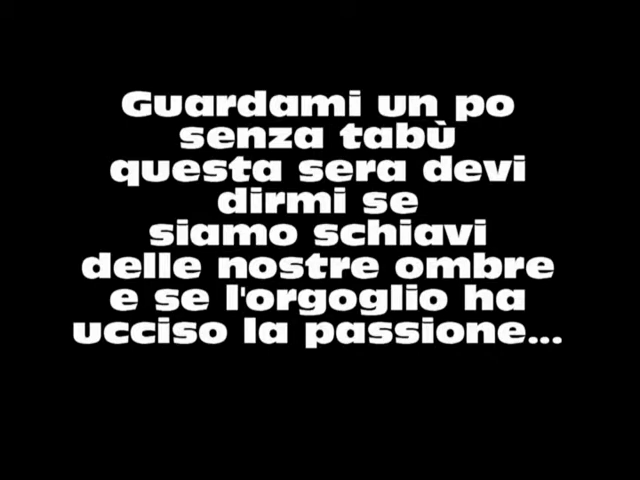 Guardami un po
senza tabù
questa sera devi
dirmi se
siamo schiavi
delle nostre ombre
e se l'orgoglio ha
ucciso la passione...